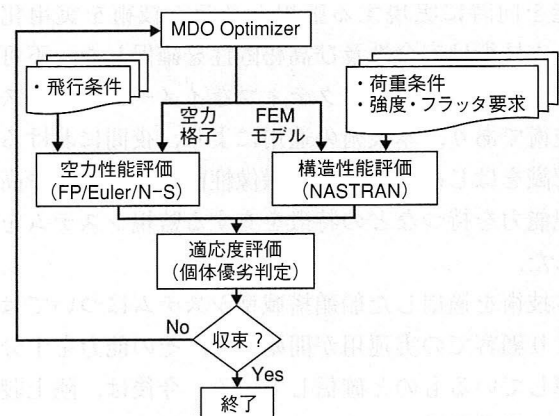 MDO Optimizer
・飛行条件
・荷重条件
・強度・フラッタ要求
空力
格子
FEM
モデル
空力性能評価
(FP/Euler/N−S)
構造性能評価
(NASTRAN)
適応度評価
(個体優劣判定)
No
収束？
Yes
終了